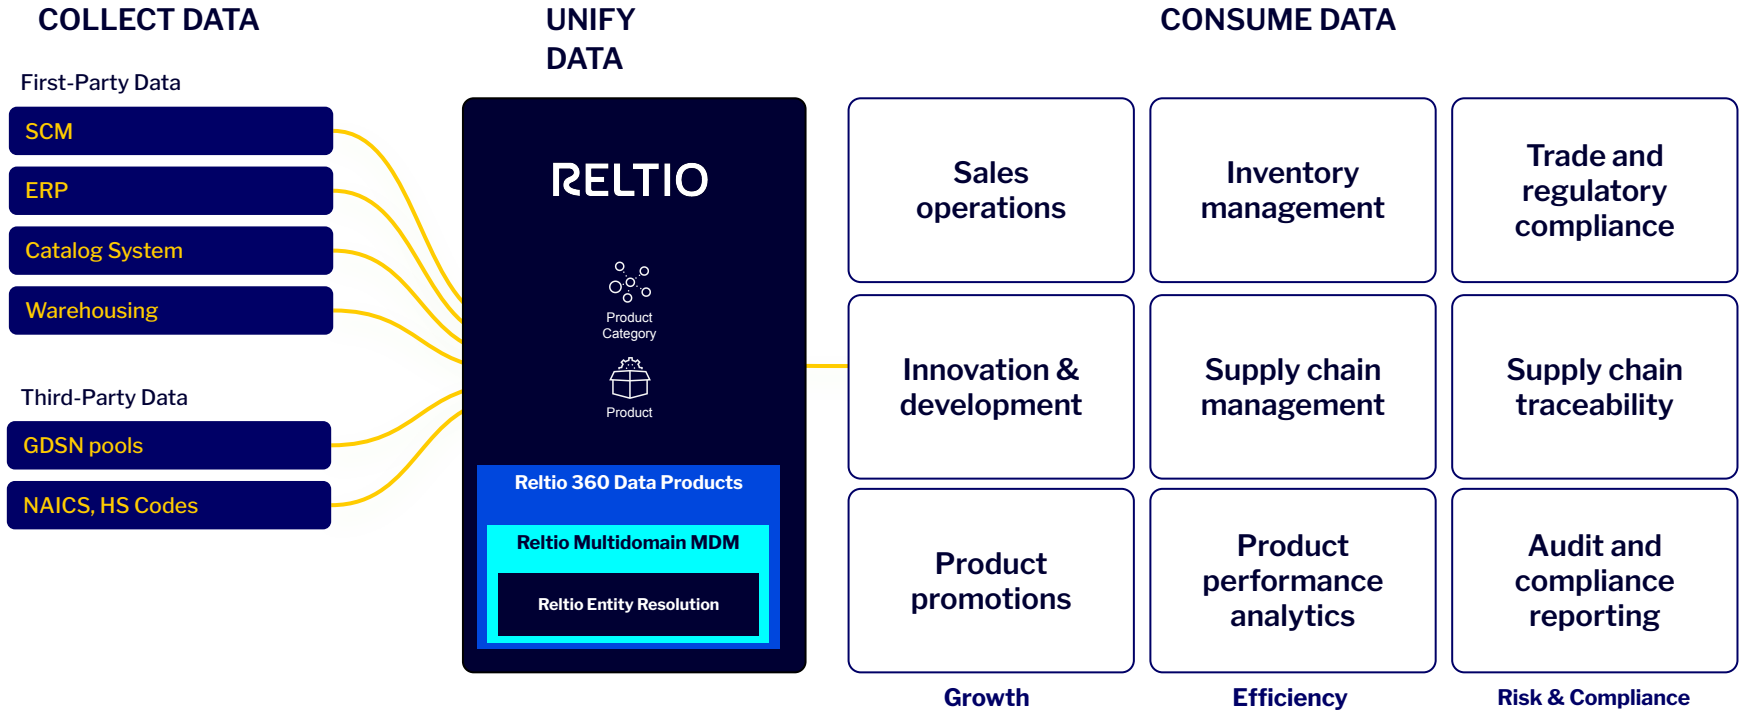 COLLECT DATA
First-Party Data
SCM
ERP
Catalog System
Warehousing
Third-Party Data
GDSN pools
NAICS, HS Codes
UNIFY
DATA
RELTIO
Product
Category
Product
Reltio 360 Data Products
Reltio Multidomain MDM
Reltio Entity Resolution
CONSUME DATA
Sales
operations
Inventory
management
Trade and
regulatory
compliance
Innovation &
development
Supply chain
management
Supply chain
traceability
Product
promotions
Product
performance
analytics
Audit and
compliance
reporting
Growth
Efficiency
Risk & Compliance